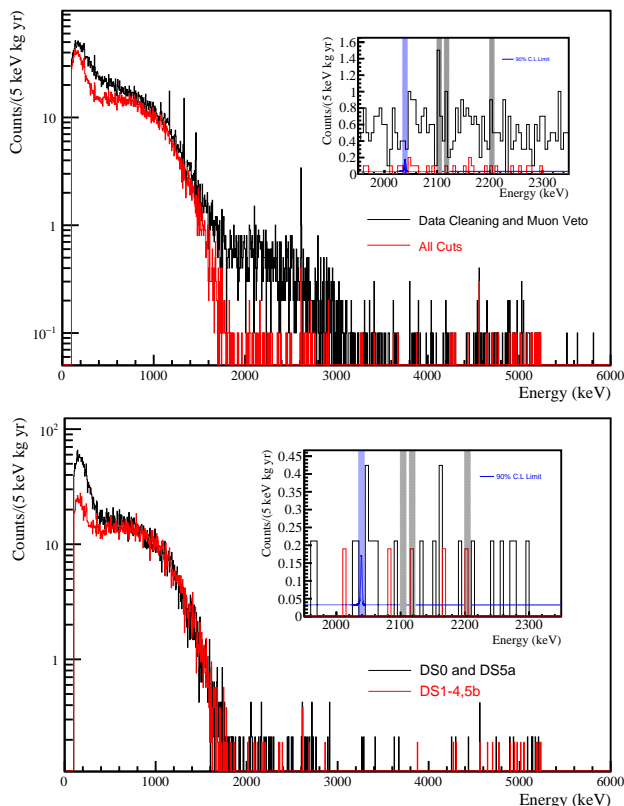 Counts/(5 keV kg yr)
10
1
10⁻¹
0 1000 2000 3000 4000 5000 6000
Energy (keV)
Counts/(5 keV kg yr)
1.6
1.4
1.2
1
0.8
0.6
0.4
0.2
0
2000 2100 2200 2300
Energy (keV)
90% C.L Limit
Data Cleaning and Muon Veto
All Cuts
Counts/(5 keV kg yr)
10²
10
1
0 1000 2000 3000 4000 5000 6000
Energy (keV)
Counts/(5 keV kg yr)
0.45
0.4
0.35
0.3
0.25
0.2
0.15
0.1
0.05
0
2000 2100 2200 2300
Energy (keV)
90% C.L Limit
DS0 and DS5a
DS1-4,5b